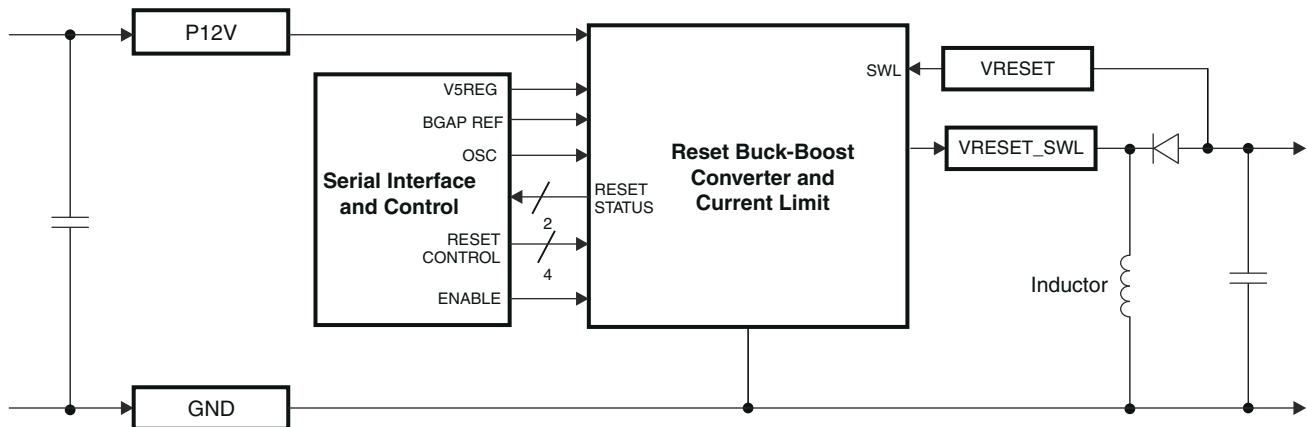 P12V
V5REG
BGAP REF
OSC
Serial Interface
and Control
RESET
CONTROL
ENABLE
2
4
RESET
STATUS
SWL
Reset Buck-Boost
Converter and
Current Limit
VRESET
VRESET_SWL
Inductor
GND